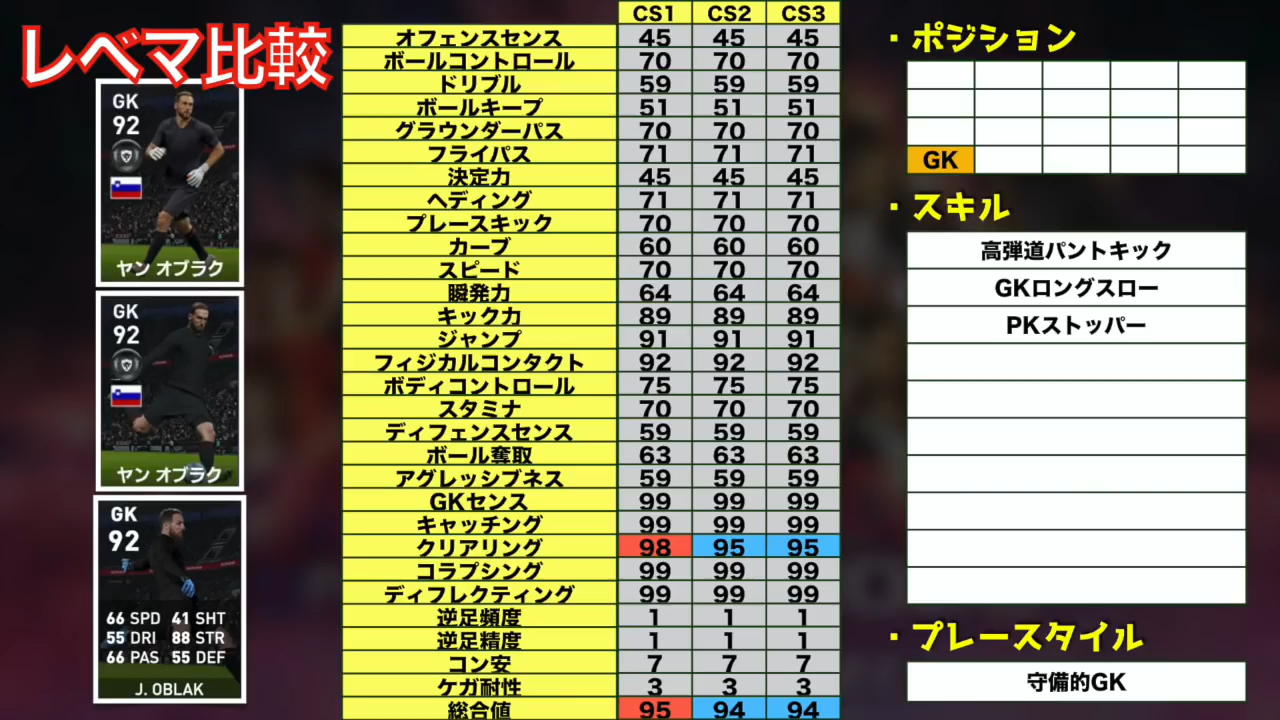 レベマ比較
GK
92
ヤン オブラク
GK
92
ヤン オブラク
GK
92
66 SPD 41 SHT
55 DRI 88 STR
66 PAS 55 DEF
J. OBLAK
CS1 CS2 CS3
オフェンスセンス 45 45 45
ボールコントロール 70 70 70
ドリブル 59 59 59
ボールキープ 51 51 51
グラウンダーパス 70 70 70
フライパス 71 71 71
決定力 45 45 45
ヘディング 71 71 71
プレースキック 70 70 70
カーブ 60 60 60
スピード 70 70 70
瞬発力 64 64 64
キック力 89 89 89
ジャンプ 91 91 91
フィジカルコンタクト 92 92 92
ボディコントロール 75 75 75
スタミナ 70 70 70
ディフェンスセンス 59 59 59
ボール奪取 63 63 63
アグレッシブネス 59 59 59
GKセンス 99 99 99
キャッチング 99 99 99
クリアリング 98 95 95
コラプシング 99 99 99
ディフレクティング 99 99 99
逆足頻度 1 1 1
逆足精度 1 1 1
コン安 7 7 7
ケガ耐性 3 3 3
総合値 95 94 94
・ポジション
GK
・スキル
高弾道パントキック
GKロングスロー
PKストッパー
・プレースタイル
守備的GK